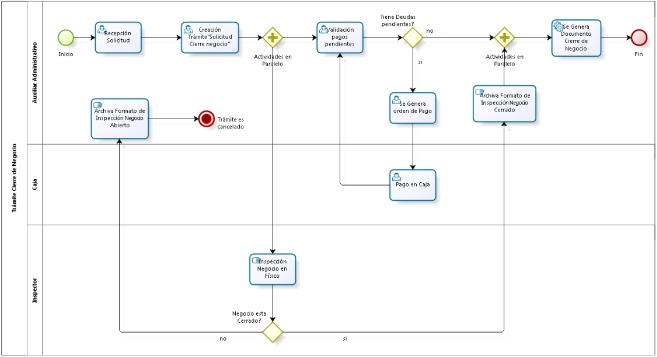 Trámite Cierre de Negocio
Auxiliar Administrativo
Inicio
Recepción
Solicitud
Creación
Trámite"Solicitud
Cierre negocio"
Actividades en
Paralelo
Validación
pagos
pendientes
Tiene Deudas
pendientes?
no
si
Actividades en
Paralelo
Se Genera
Documento
Cierre de
Negocio
Fin
Archiva Formato de
Inspección Negocio
Abierto
Trámite es
cancelado
Se Genera
orden de Pago
Archiva Formato de
Inspección Negocio
Cerrado
Caja
Pago en Caja
Inspector
Inspección
Negocio en
Físico
Negocio esta
Cerrado?
no
si